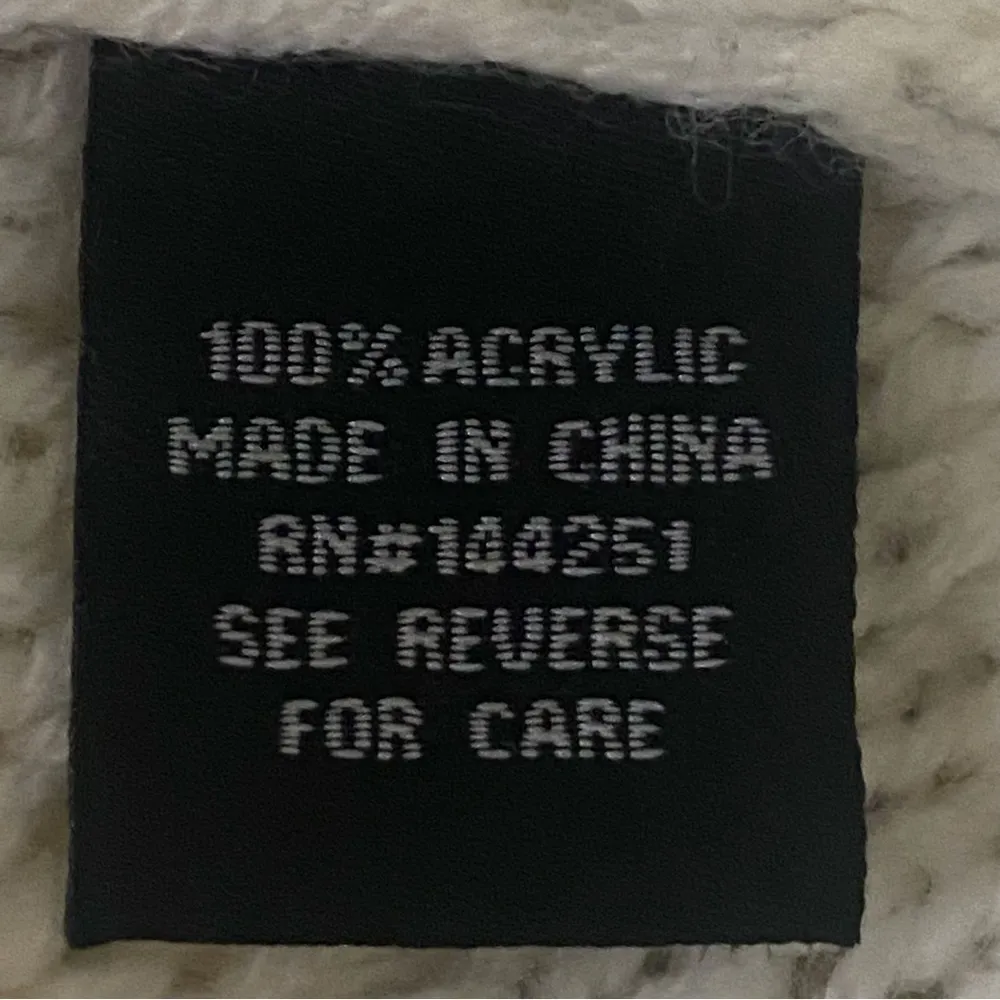 100% ACRYLIC
MADE IN CHINA
RN#144251
SEE REVERSE
FOR CARE